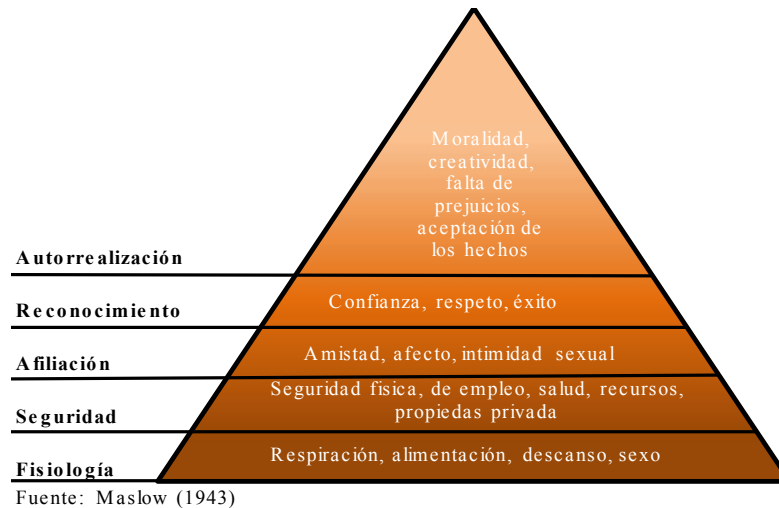 Moralidad,
creatividad,
falta de
prejuicios,
aceptación de
los hechos
Autorrealización
Confianza, respeto, éxito
Reconocimiento
Amistad, afecto, intimidad sexual
Afiliación
Seguridad fisica, de empleo, salud, recursos,
propiedas privada
Seguridad
Respiración, alimentación, descanso, sexo
Fisiología
Fuente: Maslow (1943)